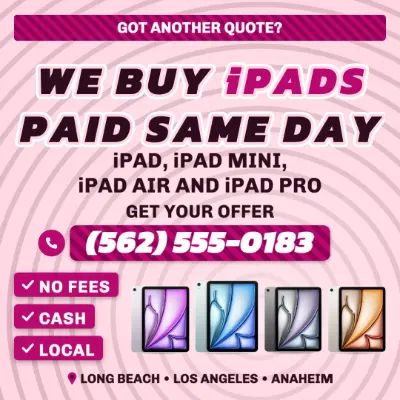 GOT ANOTHER QUOTE?
WE BUY iPADS
PAID SAME DAY
iPAD, iPAD MINI,
iPAD AIR AND iPAD PRO
GET YOUR OFFER
(562) 555-0183
NO FEES
CASH
LOCAL
LONG BEACH • LOS ANGELES • ANAHEIM